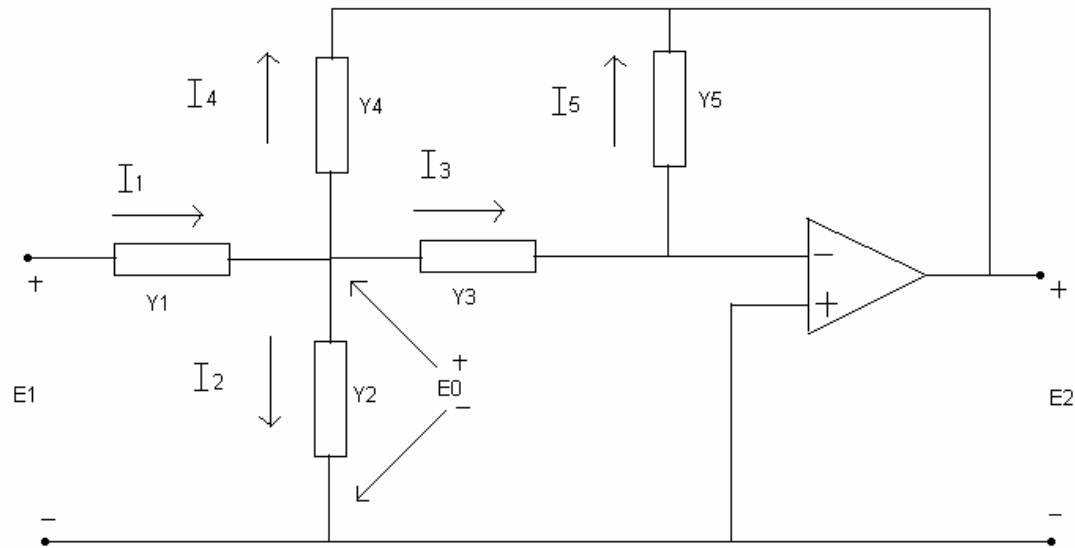 I4
Y4
I5
Y5
I1
I3
+
Y1
Y3
−
+
+
E1
I2
Y2
+
E0
−
E2
−
−